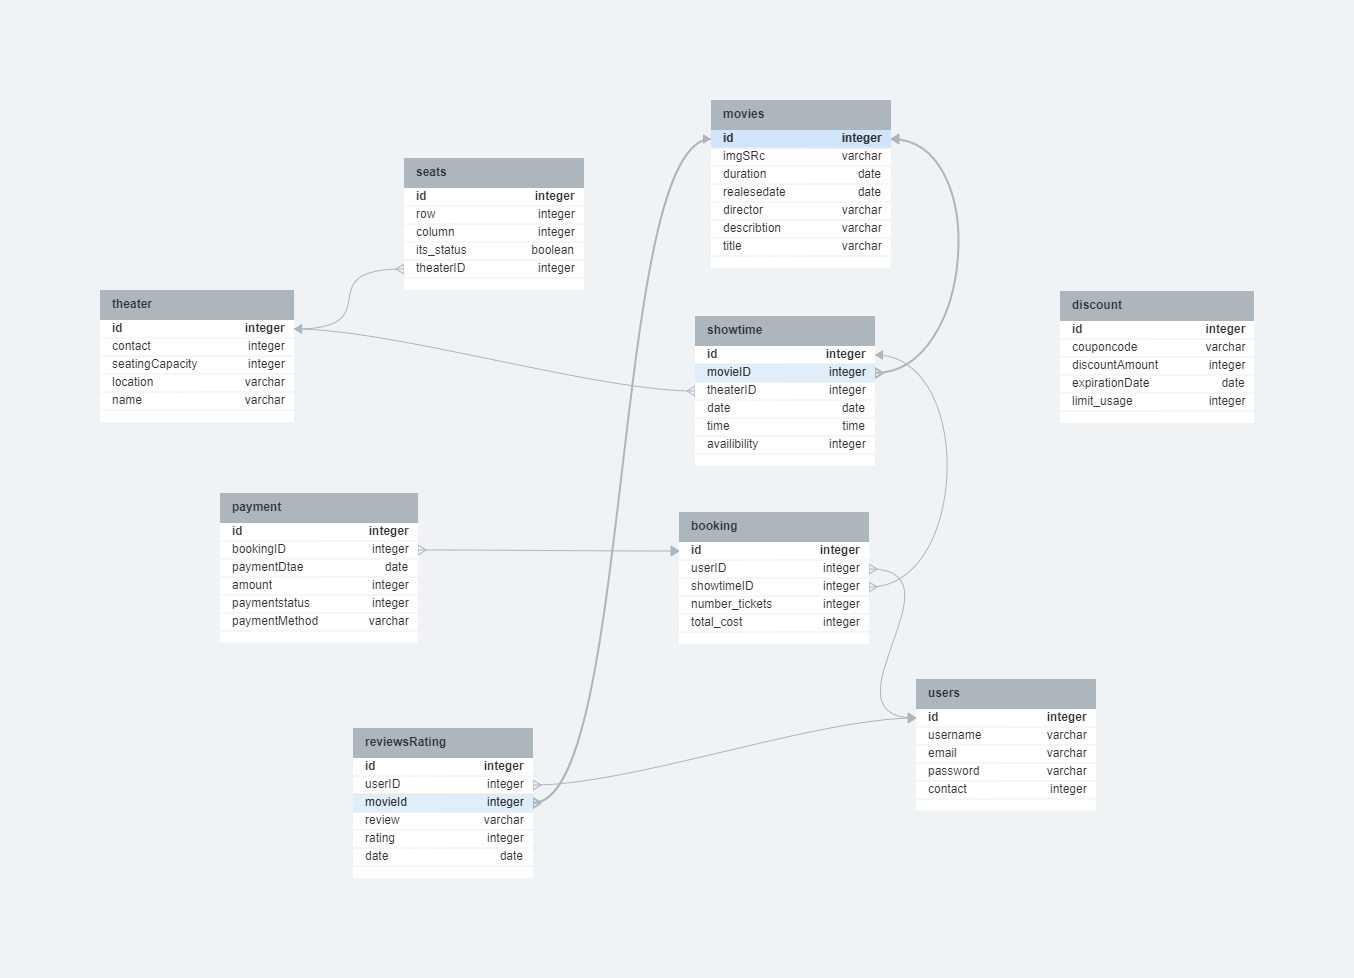 movies
id integer
imgSRc varchar
duration date
realesedate date
director varchar
describtion varchar
title varchar
seats
id integer
row integer
column integer
its_status boolean
theaterID integer
theater
id integer
contact integer
seatingCapacity integer
location varchar
name varchar
showtime
id integer
movieID integer
theaterID integer
date date
time time
availibility integer
discount
id integer
couponcode varchar
discountAmount integer
expirationDate date
limit_usage integer
payment
id integer
bookingID integer
paymentDtae date
amount integer
paymentstatus integer
paymentMethod varchar
booking
id integer
userID integer
showtimeID integer
number_tickets integer
total_cost integer
users
id integer
username varchar
email varchar
password varchar
contact integer
reviewsRating
id integer
userID integer
movieId integer
review varchar
rating integer
date date